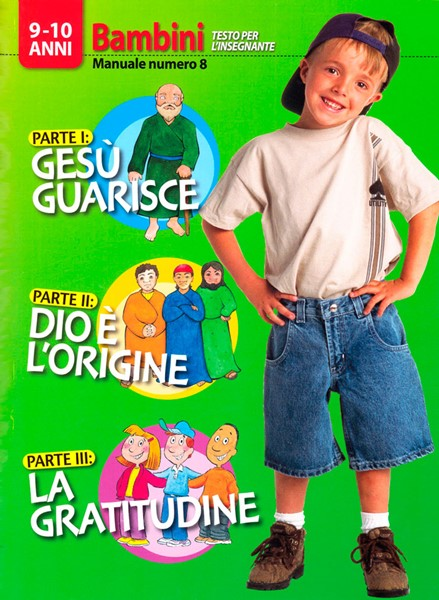 9-10
ANNI
Bambini
TESTO PER
L'INSEGNANTE
Manuale numero 8
PARTE I:
GESÙ
GUARISCE
PARTE II:
DIO È
L'ORIGINE
PARTE III:
LA
GRATITUDINE